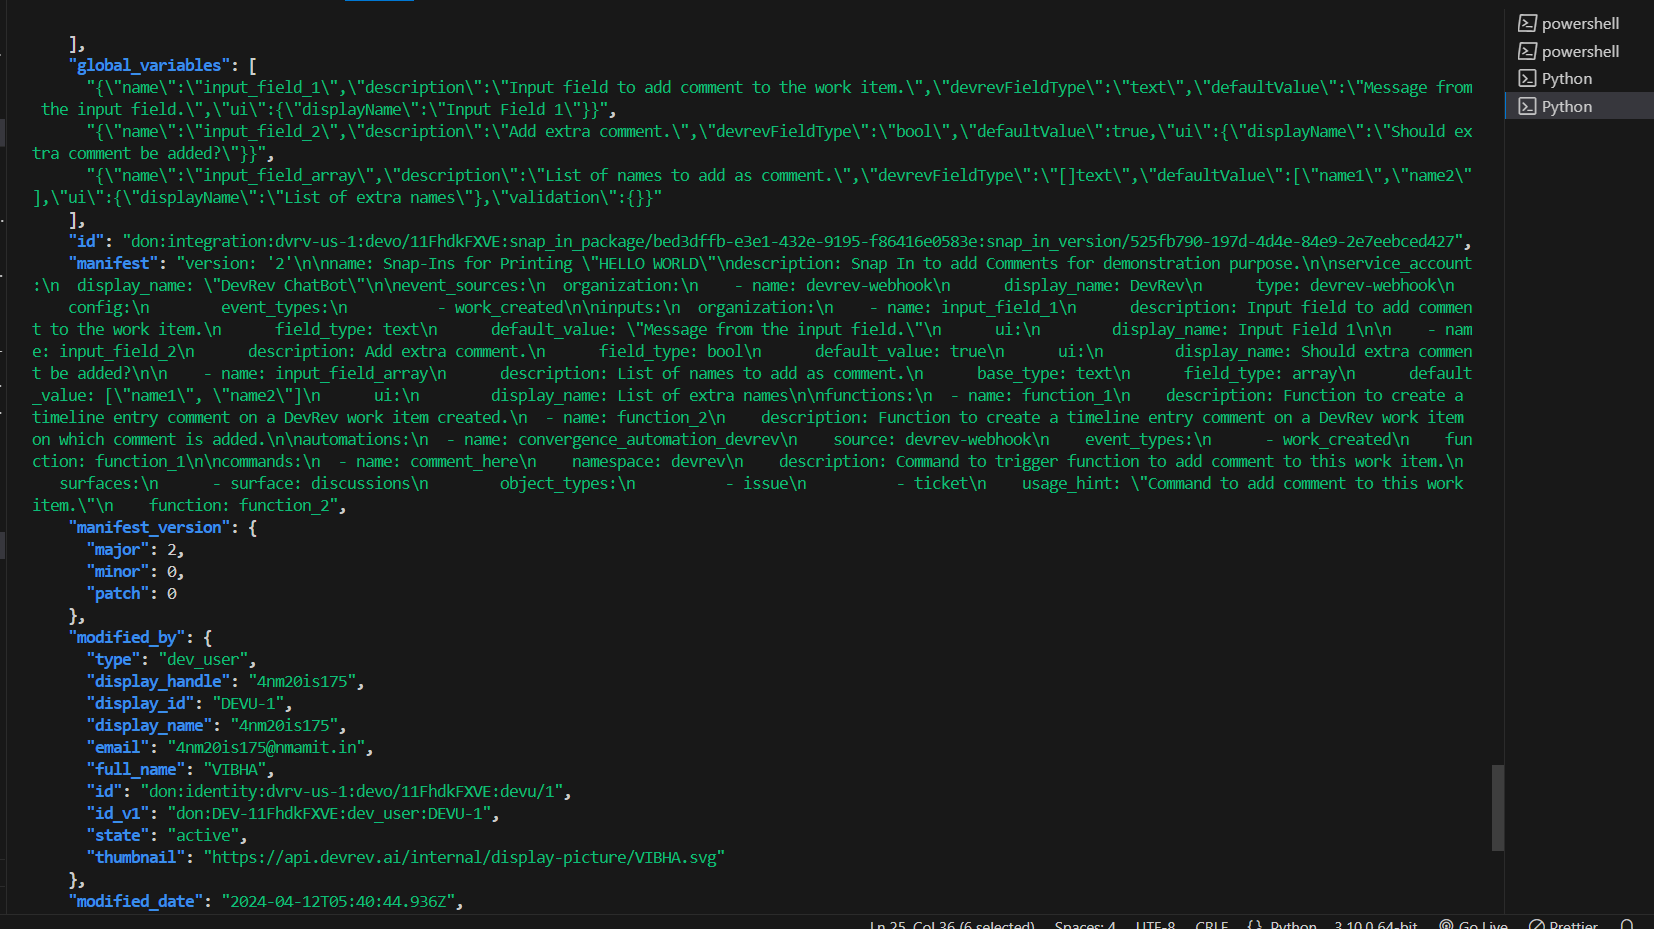 ],
"global_variables": [
"{\"name\":\"input_field_1\",\"description\":\"Input field to add comment to the work item.\",\"devrevFieldType\":\"text\",\"defaultValue\":\"Message from
the input field.\",\"ui\":{\"displayName\":\"Input Field 1\"}}",
"{\"name\":\"input_field_2\",\"description\":\"Add extra comment.\",\"devrevFieldType\":\"bool\",\"defaultValue\":true,\"ui\":{\"displayName\":\"Should ex
tra comment be added?\"}}",
"{\"name\":\"input_field_array\",\"description\":\"List of names to add as comment.\",\"devrevFieldType\":\"[]text\",\"defaultValue\":[\"name1\",\"name2\"
],\"ui\":{\"displayName\":\"List of extra names\"},\"validation\":{}}"
],
"id": "don:integration:dvrv-us-1:devo/11FhdkFXVE:snap_in_package/bed3dffb-e3e1-432e-9195-f86416e0583e:snap_in_version/525fb790-197d-4d4e-84e9-2e7eebced427",
"manifest": "version: '2'\n\nname: Snap-Ins for Printing \"HELLO WORLD\"\ndescription: Snap In to add Comments for demonstration purpose.\n\nservice_account
:\n  display_name: \"DevRev ChatBot\"\n\nevent_sources:\n  organization:\n    - name: devrev-webhook\n      display_name: DevRev\n      type: devrev-webhook\n
config:\n        event_types:\n          - work_created\n\ninputs:\n  organization:\n    - name: input_field_1\n      description: Input field to add commen
t to the work item.\n      field_type: text\n     default_value: \"Message from the input field.\"\n      ui:\n        display_name: Input Field 1\n\n    - nam
e: input_field_2\n      description: Add extra comment.\n      field_type: bool\n      default_value: true\n      ui:\n        display_name: Should extra commen
t be added?\n\n    - name: input_field_array\n      description: List of names to add as comment.\n      base_type: text\n      field_type: array\n      default
_value: [\"name1\", \"name2\"]\n      ui:\n        display_name: List of extra names\n\nfunctions:\n  - name: function_1\n    description: Function to create a
timeline entry comment on a DevRev work item created.\n  - name: function_2\n    description: Function to create a timeline entry comment on a DevRev work item
on which comment is added.\n\nautomations:\n  - name: convergence_automation_devrev\n    source: devrev-webhook\n    event_types:\n      - work_created\n    fun
ction: function_1\n\ncommands:\n  - name: comment_here\n    namespace: devrev\n    description: Command to trigger function to add comment to this work item.\n
surfaces:\n      - surface: discussions\n        object_types:\n          - issue\n          - ticket\n    usage_hint: \"Command to add comment to this work
item.\"\n    function: function_2",
"manifest_version": {
"major": 2,
"minor": 0,
"patch": 0
},
"modified_by": {
"type": "dev_user",
"display_handle": "4nm20is175",
"display_id": "DEVU-1",
"display_name": "4nm20is175",
"email": "4nm20is175@nmamit.in",
"full_name": "VIBHA",
"id": "don:identity:dvrv-us-1:devo/11FhdkFXVE:devu/1",
"id_v1": "don:DEV-11FhdkFXVE:dev_user:DEVU-1",
"state": "active",
"thumbnail": "https://api.devrev.ai/internal/display-picture/VIBHA.svg"
},
"modified_date": "2024-04-12T05:40:44.936Z",
powershell
powershell
Python
Python
Ln 25, Col 36 (6 selected) Spaces: 4 UTF-8 CRLF {} Python 3.10.0 64-bit Go Live Prettier